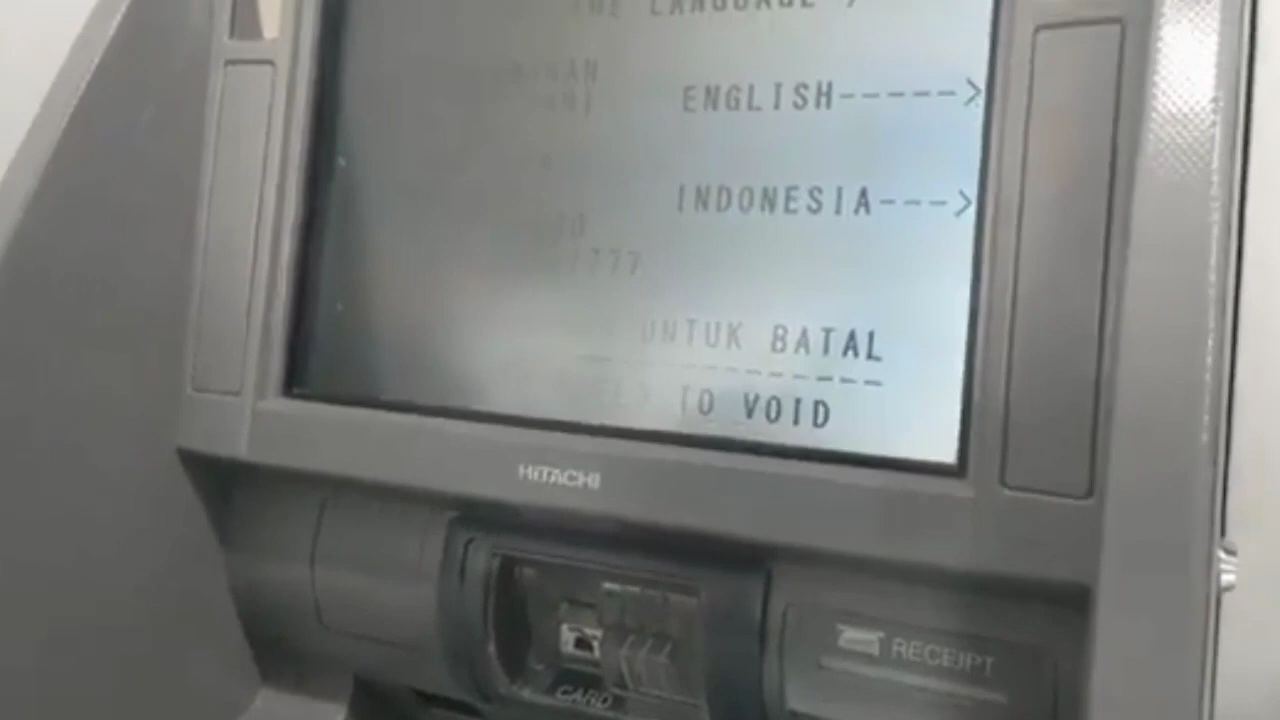 THE LANGUAGE
ENGLISH----->
INDONESIA--->
777
UNTUK BATAL
TO VOID
HITACHI
CARD
RECEIPT